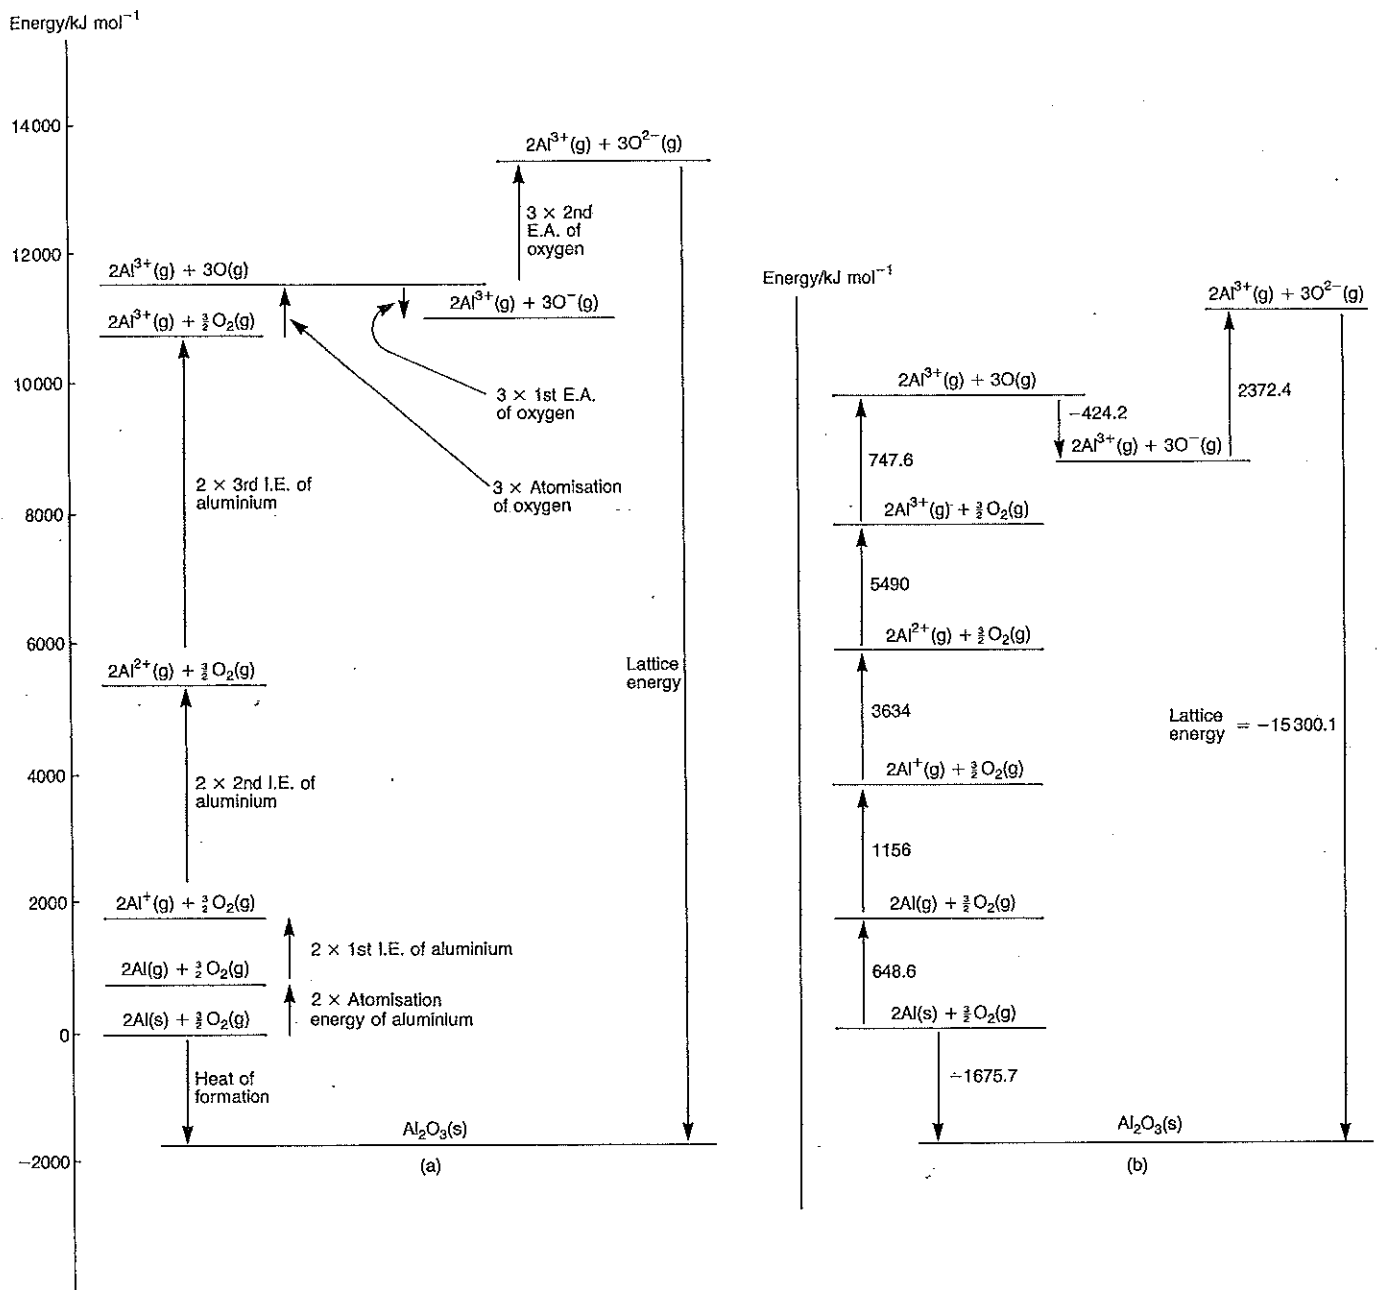 Energy/kJ mol⁻¹
14000
12000
10000
8000
6000
4000
2000
0
−2000
2Al³⁺(g) + 3O²⁻(g)
3 × 2nd
E.A. of
oxygen
2Al³⁺(g) + 3O(g)
2Al³⁺(g) + 3O⁻(g)
2Al³⁺(g) + 3/2 O₂(g)
3 × 1st E.A.
of oxygen
3 × Atomisation
of oxygen
2 × 3rd I.E. of
aluminium
2Al²⁺(g) + 3/2 O₂(g)
Lattice
energy
2 × 2nd I.E. of
aluminium
2Al⁺(g) + 3/2 O₂(g)
2 × 1st I.E. of aluminium
2Al(g) + 3/2 O₂(g)
2 × Atomisation
energy of aluminium
2Al(s) + 3/2 O₂(g)
Heat of
formation
Al₂O₃(s)
(a)
Energy/kJ mol⁻¹
2Al³⁺(g) + 3O²⁻(g)
2Al³⁺(g) + 3O(g)
−424.2
2372.4
2Al³⁺(g) + 3O⁻(g)
747.6
2Al³⁺(g) + 3/2 O₂(g)
5490
2Al²⁺(g) + 3/2 O₂(g)
3634
Lattice
energy = −15300.1
2Al⁺(g) + 3/2 O₂(g)
1156
2Al(g) + 3/2 O₂(g)
648.6
2Al(s) + 3/2 O₂(g)
−1675.7
Al₂O₃(s)
(b)